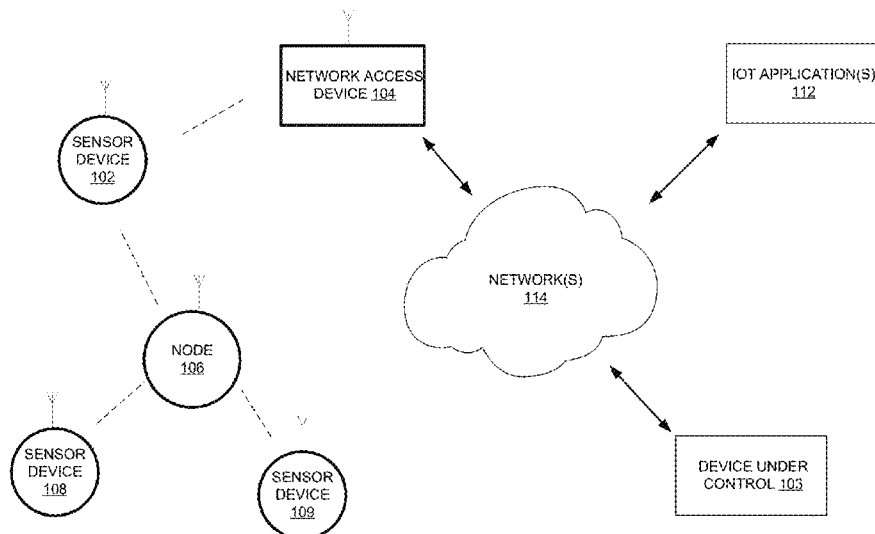 NETWORK ACCESS
DEVICE 104
IOT APPLICATION(S)
112
SENSOR
DEVICE
102
NETWORK(S)
114
NODE
106
SENSOR
DEVICE
108
SENSOR
DEVICE
109
DEVICE UNDER
CONTROL 103